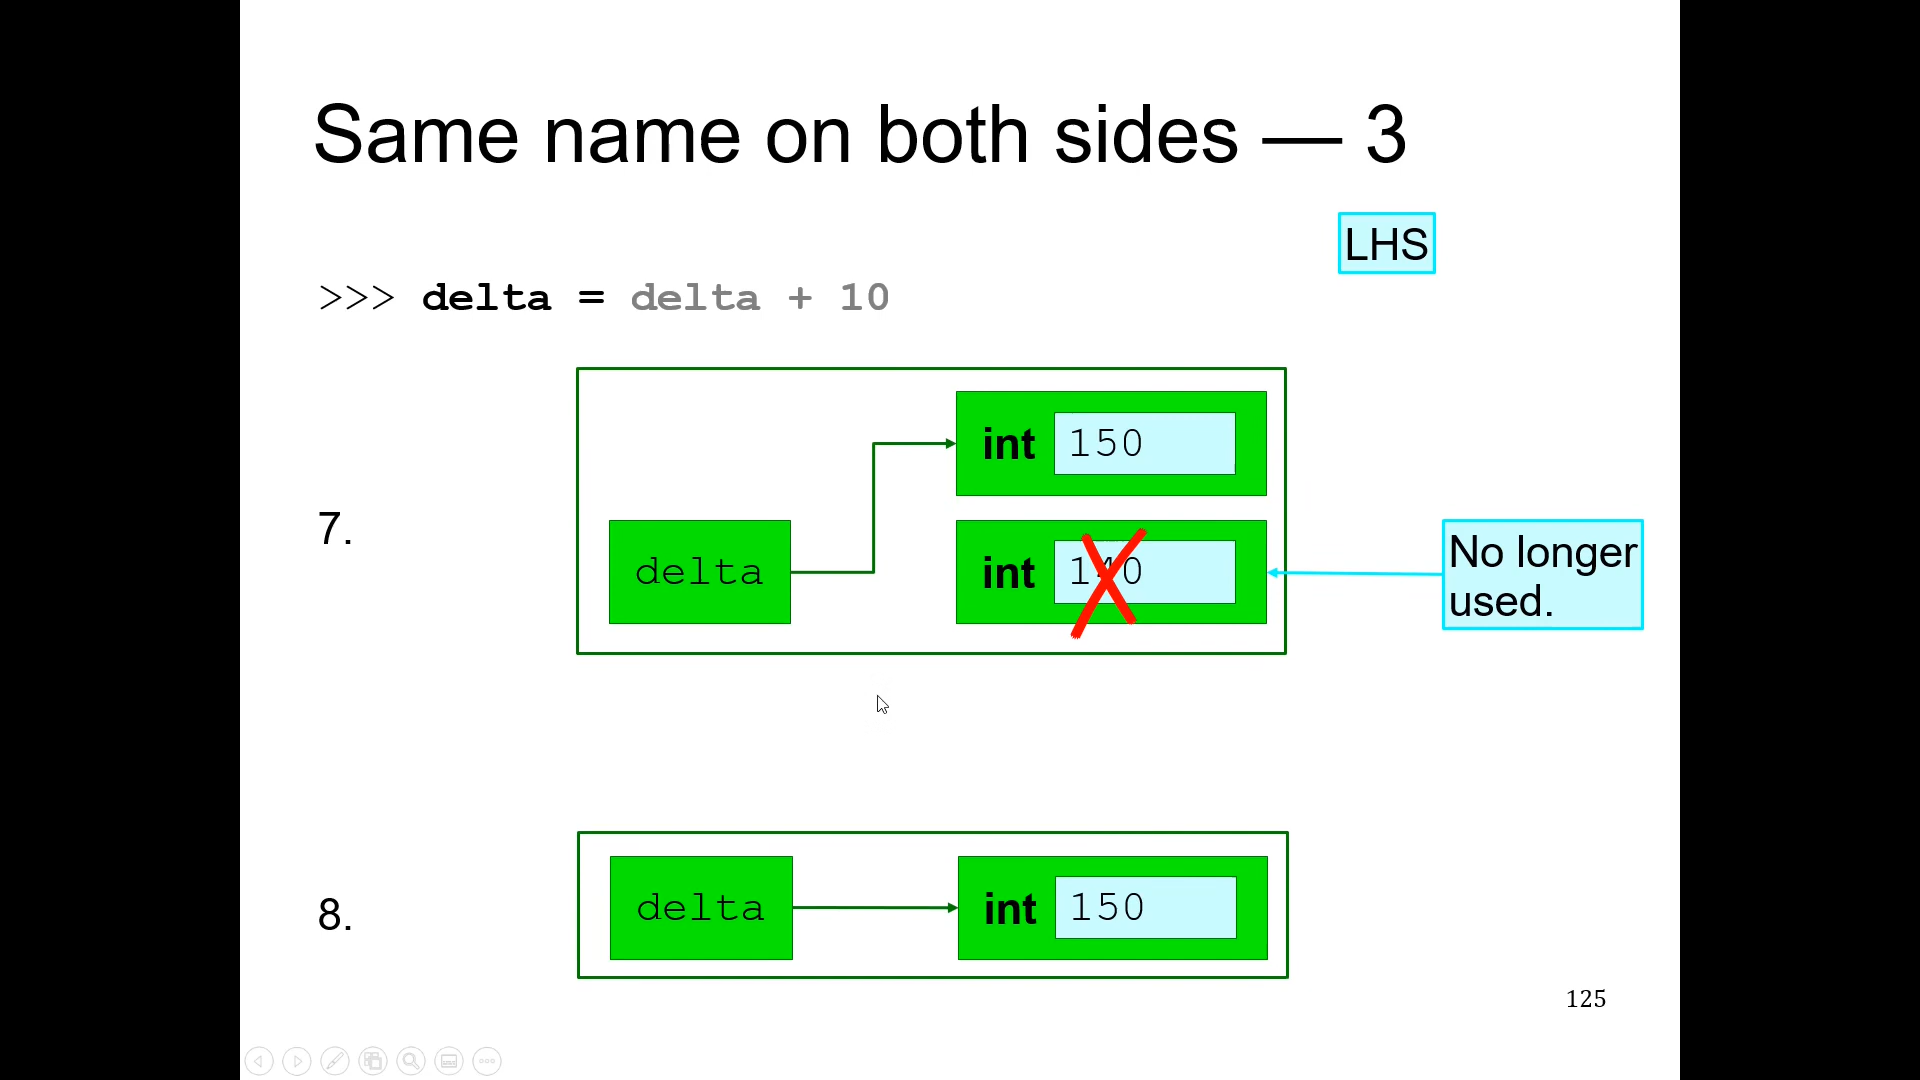 Same name on both sides — 3
LHS
>>> delta = delta + 10
int 150
7.
delta
int 140
No longer
used.
8.
delta
int 150
125